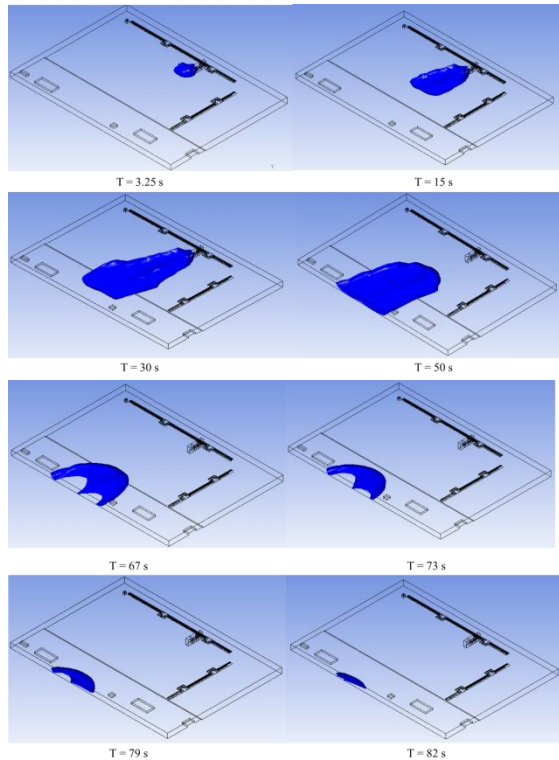 T = 3.25 s
T = 15 s
T = 30 s
T = 50 s
T = 67 s
T = 73 s
T = 79 s
T = 82 s